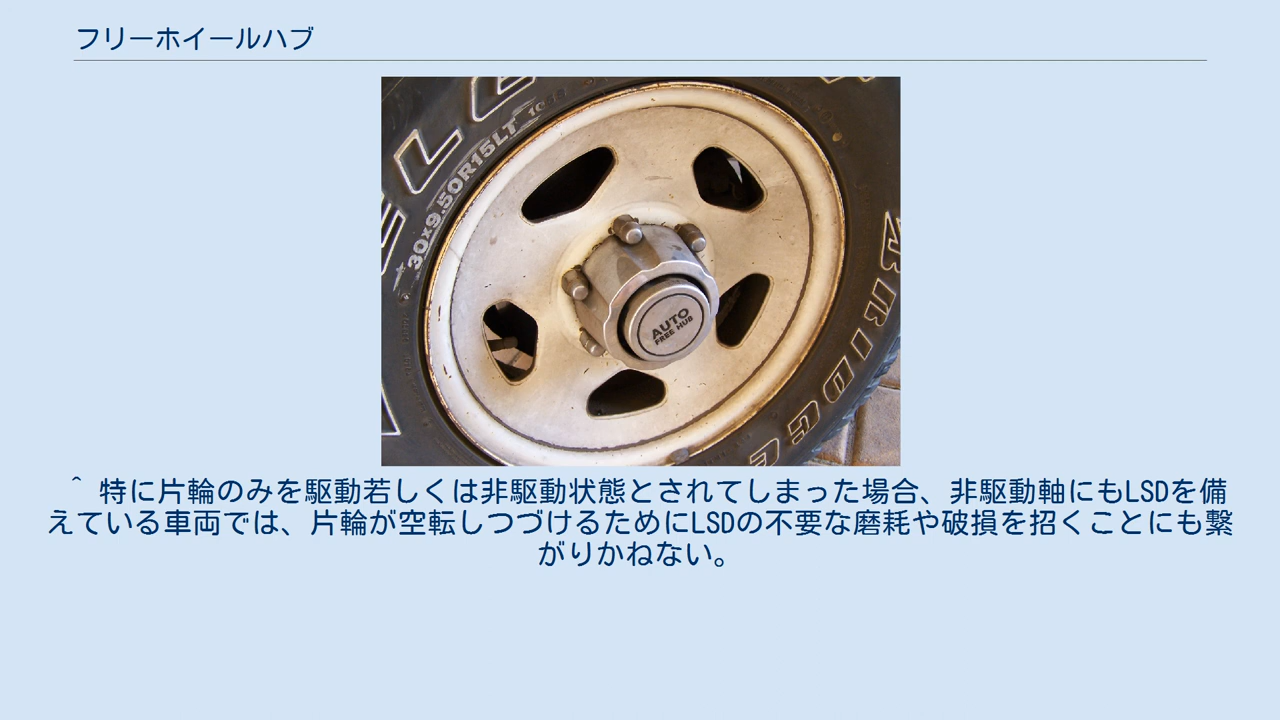 フリーホイールハブ
30x9.50R15LT
AUTO
FREE HUB
^ 特に片輪のみを駆動若しくは非駆動状態とされてしまった場合、非駆動軸にもLSDを備
えている車両では、片輪が空転しつづけるためにLSDの不要な磨耗や破損を招くことにも繋
がりかねない。